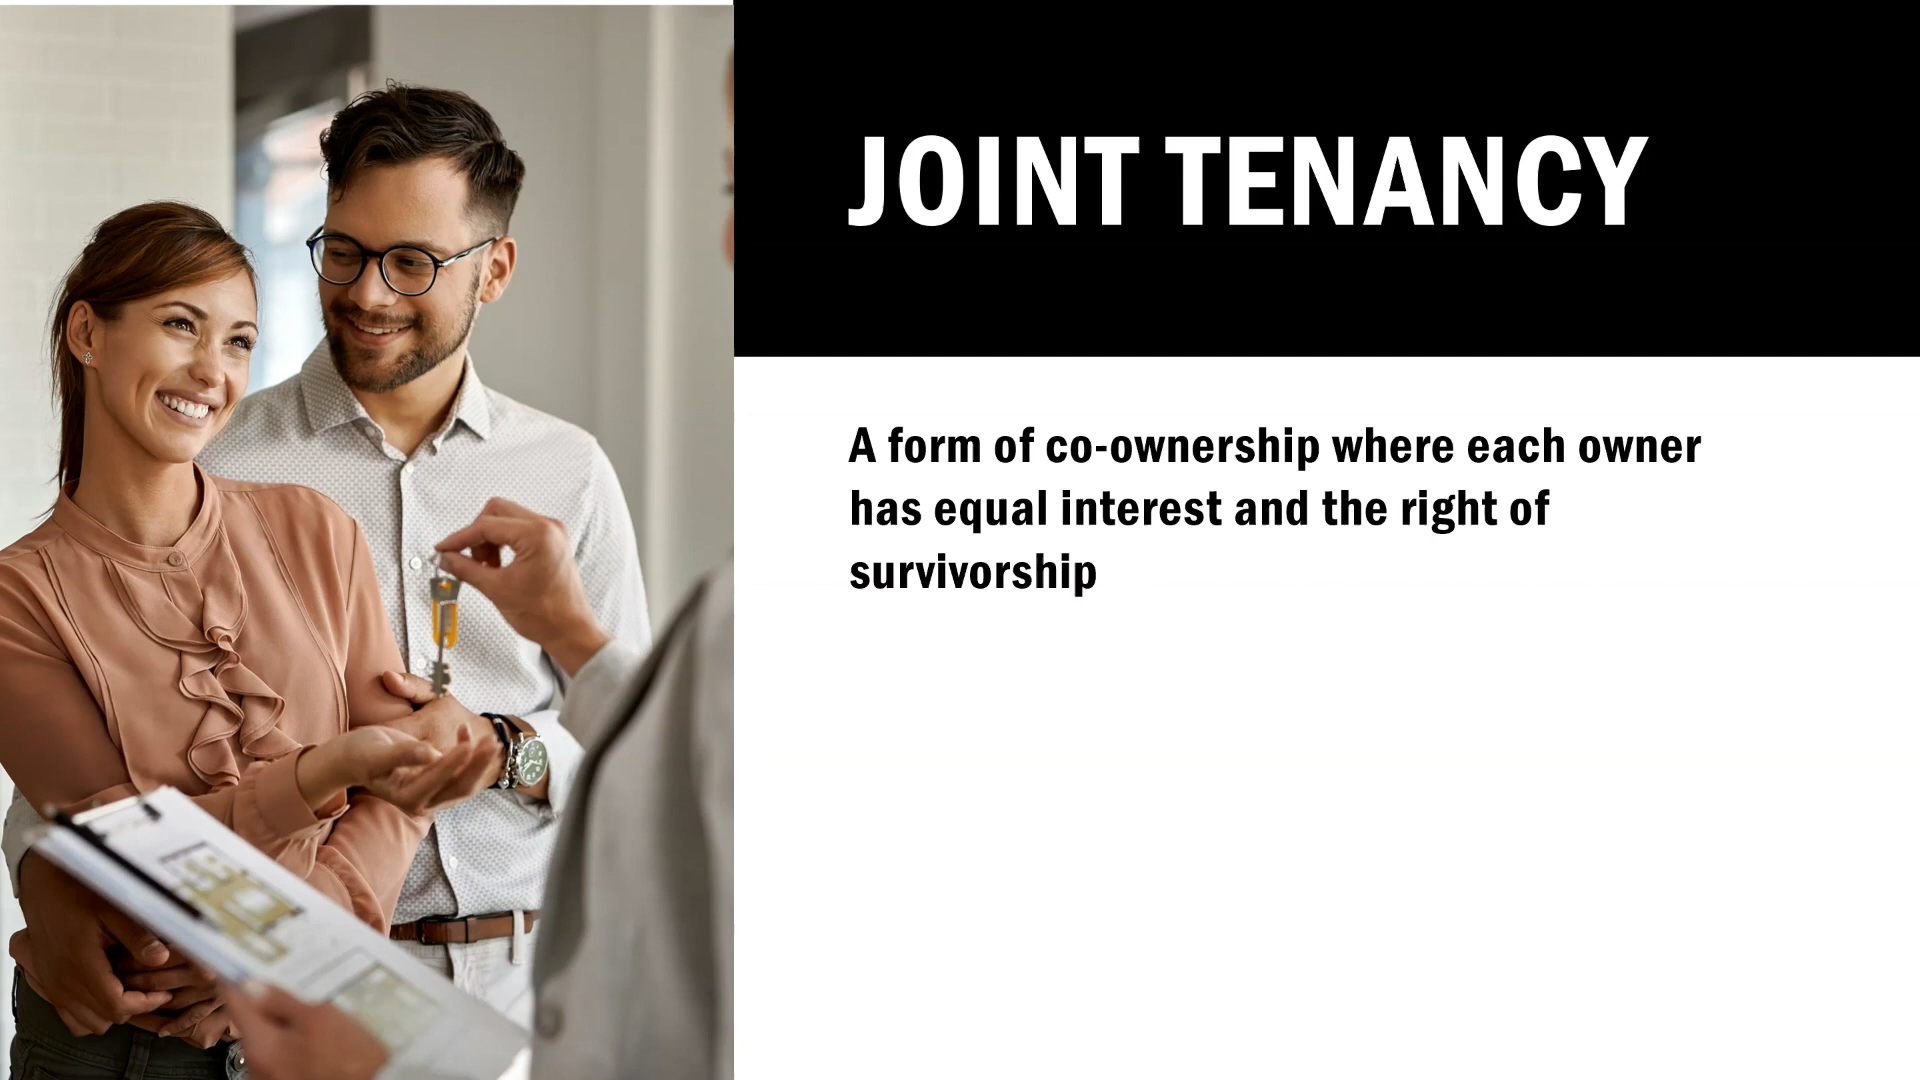 JOINT TENANCY
A form of co-ownership where each owner
has equal interest and the right of
survivorship